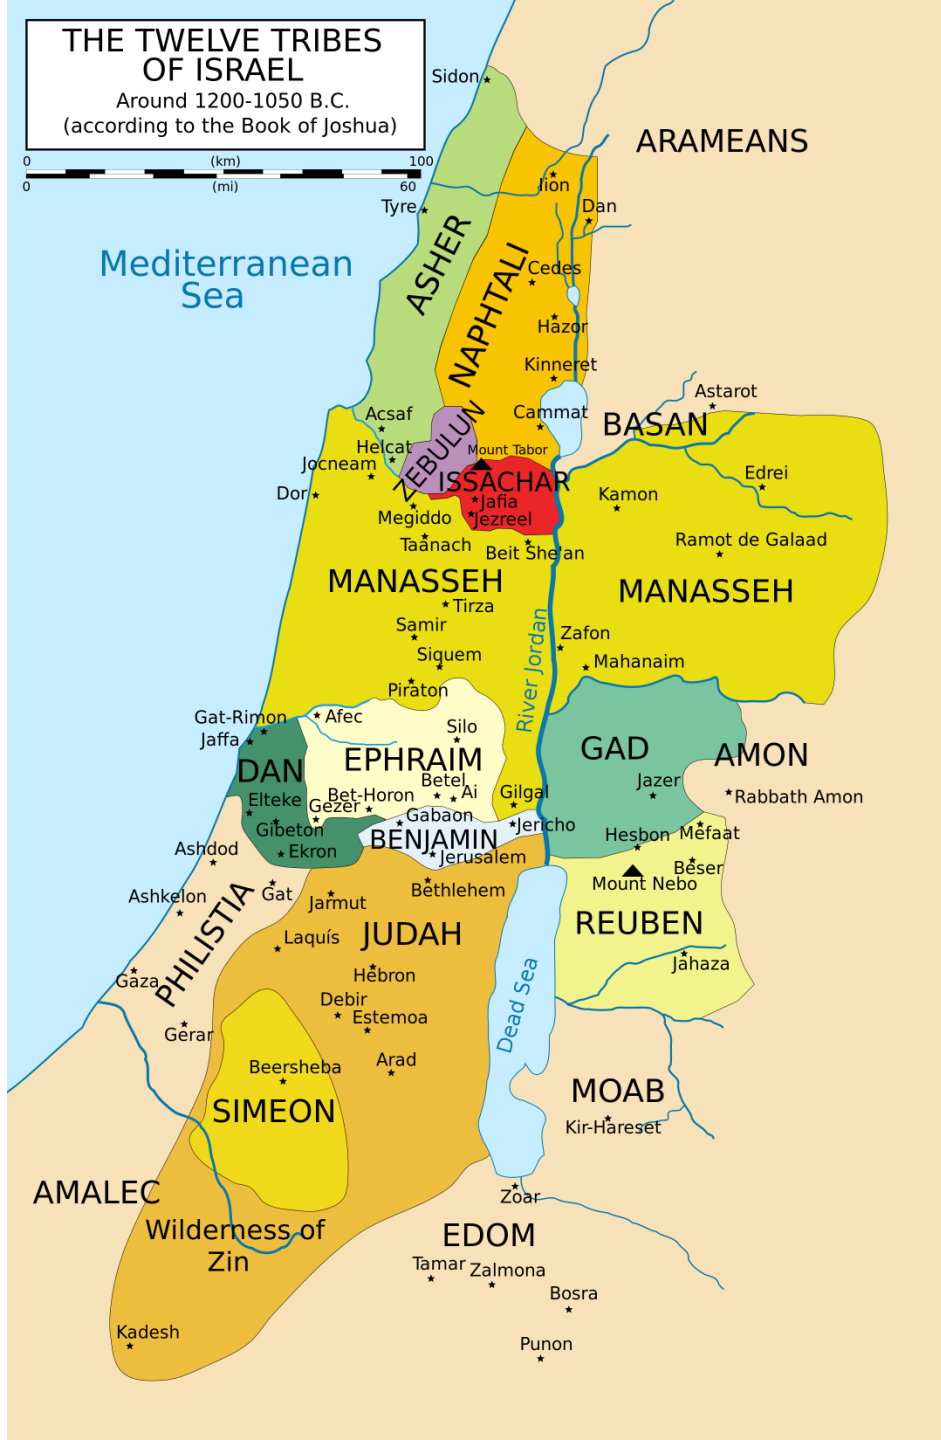 THE TWELVE TRIBES
OF ISRAEL
Around 1200-1050 B.C.
(according to the Book of Joshua)
0 (km) 100
0 (mi) 60
Sidon
ARAMEANS
Iion
Tyre
Dan
ASHER
Mediterranean
Sea
NAPHTALI
Cedes
Hazor
Kinneret
Astarot
Acsaf
Cammat
BASAN
ZEBULUN
Helcat
Mount Tabor
Jocneam
ISSACHAR
Edrei
Dor
Jafia
Kamon
Megiddo
Jezreel
Taanach
Beit She'an
Ramot de Galaad
MANASSEH
MANASSEH
Tirza
Samir
River Jordan
Zafon
Siquem
Mahanaim
Piraton
Gat-Rimon
Afec
Jaffa
Silo
GAD
AMON
EPHRAIM
DAN
Betel
Jazer
Elteke
Bet-Horon
Ai
Gilgal
Rabbath Amon
Gezer
Gabaon
Gibeton
Jericho
BENJAMIN
Hesbon
Mefaat
Ashdod
Ekron
Jerusalem
Beser
Mount Nebo
Ashkelon
Gat
Bethlehem
Jarmut
PHILISTIA
REUBEN
Laquís
JUDAH
Jahaza
Gaza
Hebron
Dead Sea
Debir
Gerar
Estemoa
Beersheba
Arad
MOAB
SIMEON
Kir-Hareset
AMALEC
Zoar
Wilderness of
Zin
EDOM
Tamar
Zalmona
Bosra
Kadesh
Punon